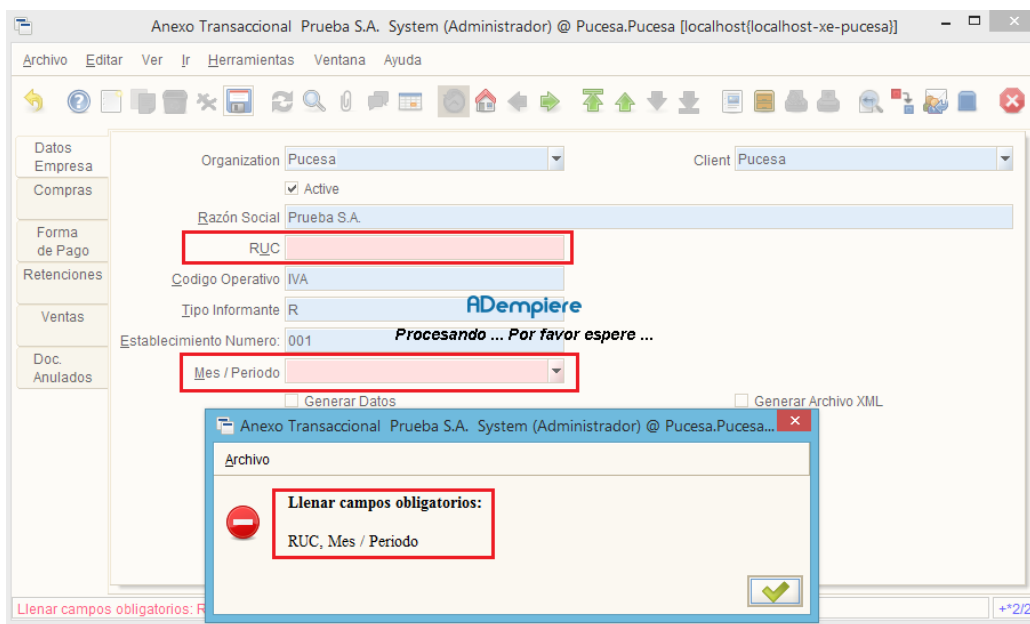 Anexo Transaccional Prueba S.A. System (Administrador) @ Pucesa.Pucesa [localhost{localhost-xe-pucesa}]
Archivo Editar Ver Ir Herramientas Ventana Ayuda
Datos Empresa
Compras
Forma de Pago
Retenciones
Ventas
Doc. Anulados
Organization Pucesa Client Pucesa
Active
Razón Social Prueba S.A.
RUC
Codigo Operativo IVA
Tipo Informante R
ADempiere
Establecimiento Numero: 001
Procesando ... Por favor espere ...
Mes / Periodo
Generar Datos Generar Archivo XML
Anexo Transaccional Prueba S.A. System (Administrador) @ Pucesa.Pucesa...
Archivo
Llenar campos obligatorios:
RUC, Mes / Periodo
Llenar campos obligatorios: R
+*2/2